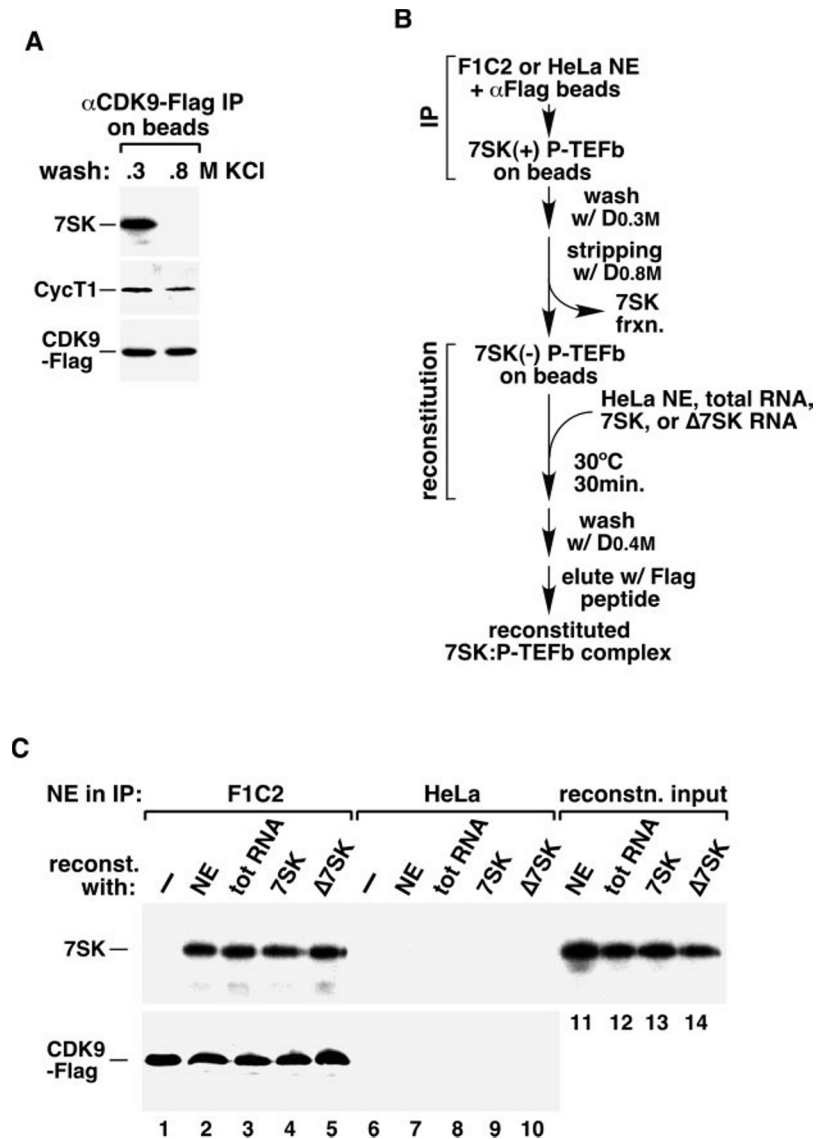 A
αCDK9-Flag IP
on beads
wash: .3 .8 M KCl
7SK
CycT1
CDK9
-Flag
B
IP
F1C2 or HeLa NE
+ αFlag beads
7SK(+) P-TEFb
on beads
wash
w/ D0.3M
stripping
w/ D0.8M
7SK
frxn.
reconstitution
7SK(-) P-TEFb
on beads
HeLa NE, total RNA,
7SK, or Δ7SK RNA
30ºC
30min.
wash
w/ D0.4M
elute w/ Flag
peptide
reconstituted
7SK:P-TEFb complex
C
NE in IP: F1C2 HeLa reconstn. input
reconst.
with: – NE tot RNA 7SK Δ7SK – NE tot RNA 7SK Δ7SK NE tot RNA 7SK Δ7SK
7SK
11 12 13 14
CDK9
-Flag
1 2 3 4 5 6 7 8 9 10